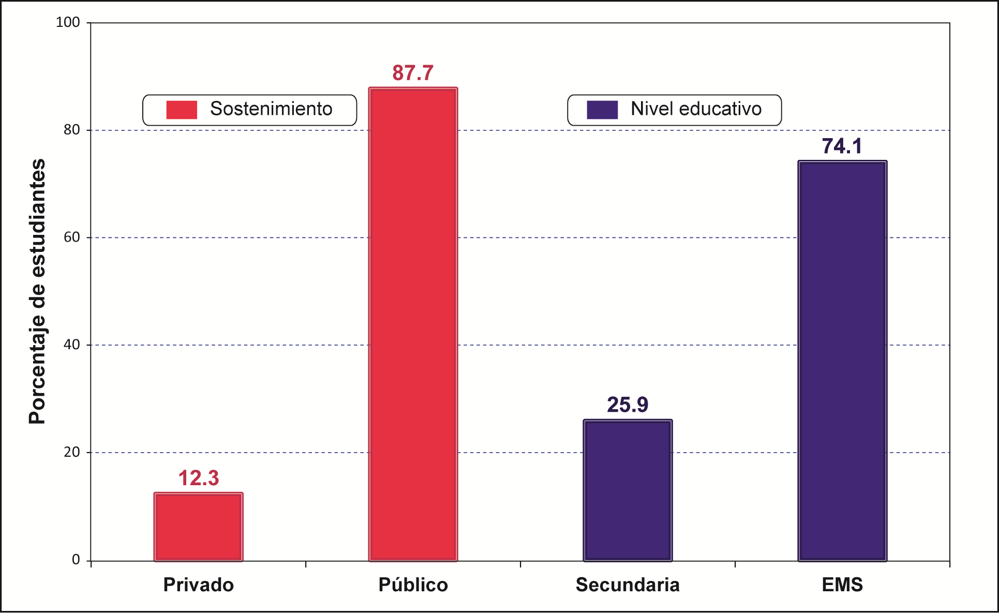 Porcentaje de estudiantes
100
80
60
40
20
0
Sostenimiento
Nivel educativo
12.3
87.7
25.9
74.1
Privado
Público
Secundaria
EMS